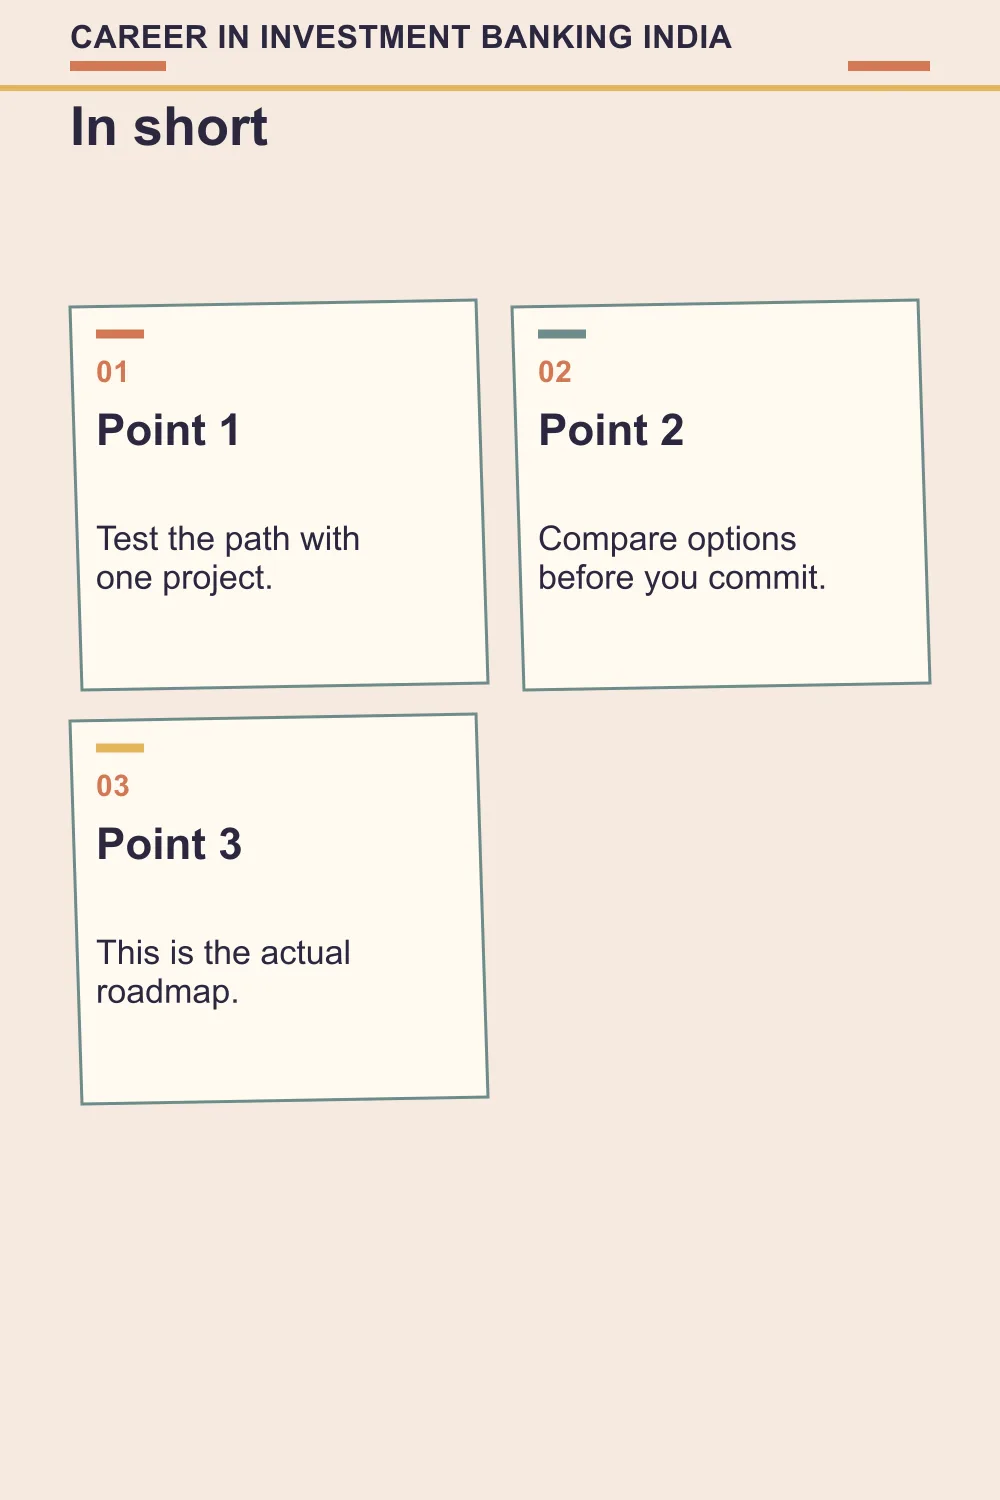 CAREER IN INVESTMENT BANKING INDIA
In short
01
Point 1
Test the path with
one project.
02
Point 2
Compare options
before you commit.
03
Point 3
This is the actual
roadmap.